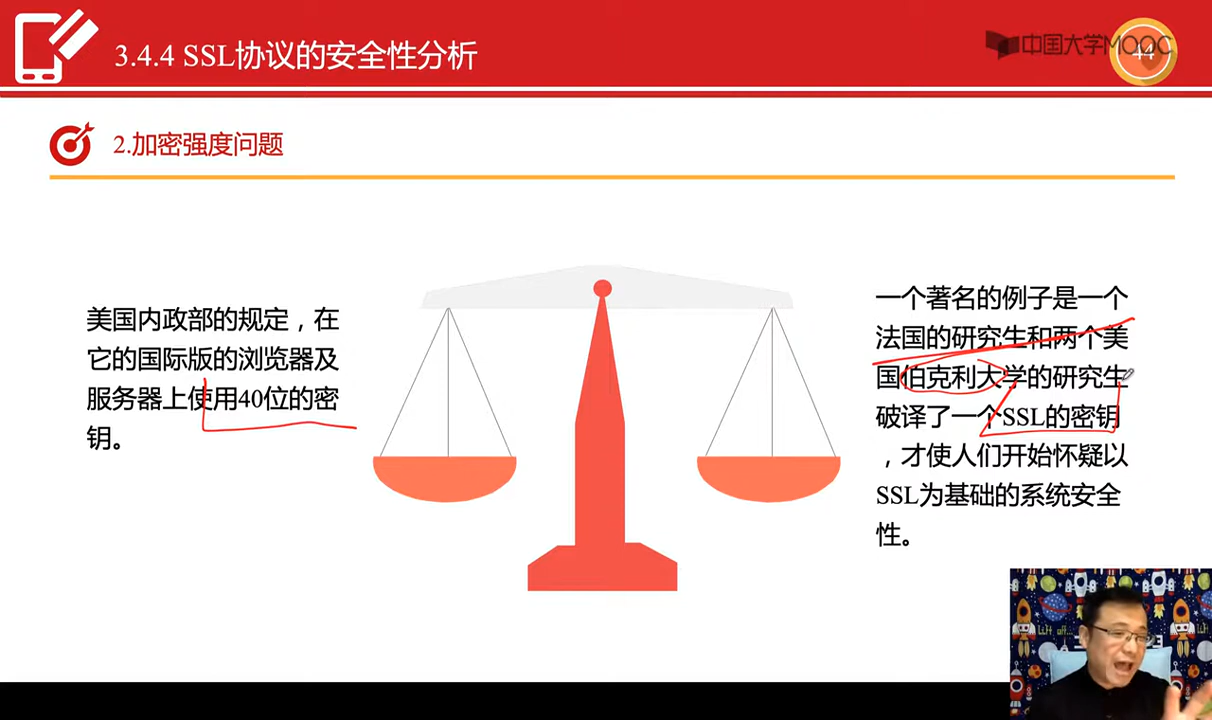 3.4.4 SSL协议的安全性分析
中国大学MOOC
44
2.加密强度问题
美国内政部的规定，在
它的国际版的浏览器及
服务器上使用40位的密
钥。
一个著名的例子是一个
法国的研究生和两个美
国伯克利大学的研究生
破译了一个SSL的密钥
，才使人们开始怀疑以
SSL为基础的系统安全
性。